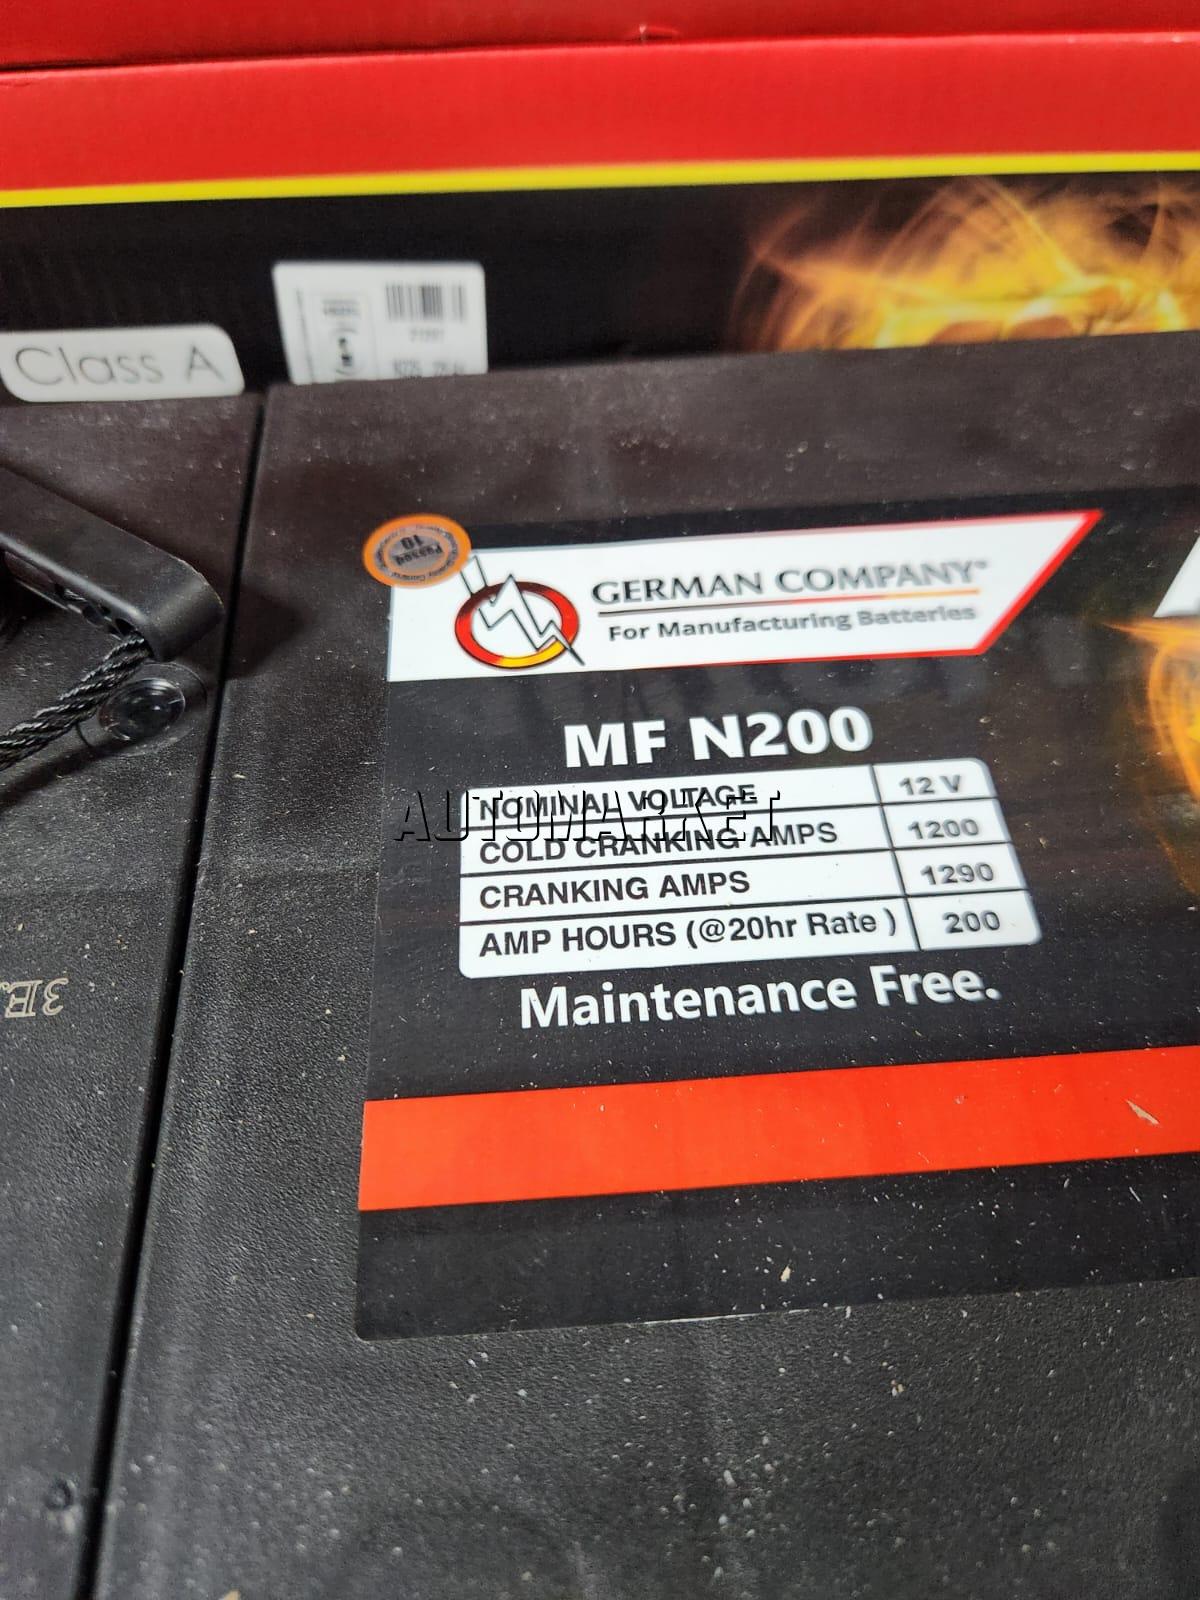 Class A
Passed
GERMAN COMPANY®
For Manufacturing Batteries
MF N200
NOMINAL VOLTAGE 12 V
COLD CRANKING AMPS 1200
CRANKING AMPS 1290
AMP HOURS (@20hr Rate ) 200
AUTOMARKET
Maintenance Free.